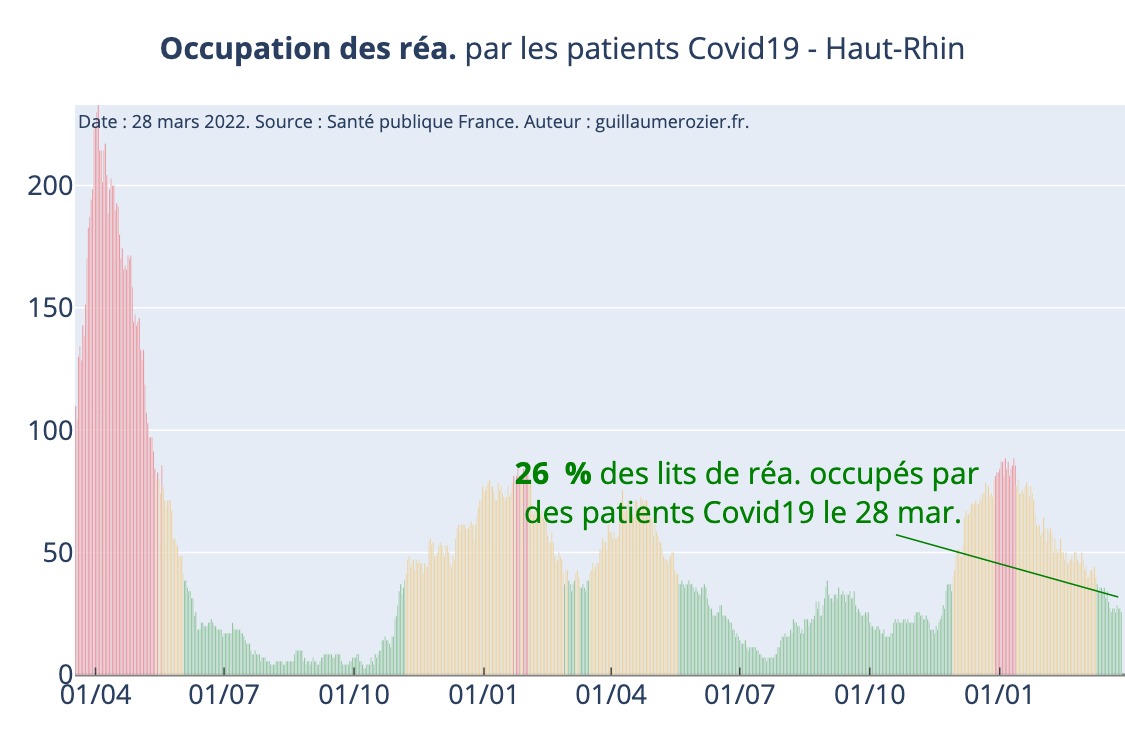 Occupation des réa. par les patients Covid19 - Haut-Rhin
Date : 28 mars 2022. Source : Santé publique France. Auteur : guillaumerozier.fr.
200
150
100
26 % des lits de réa. occupés par
des patients Covid19 le 28 mar.
50
0
01/04 01/07 01/10 01/01 01/04 01/07 01/10 01/01